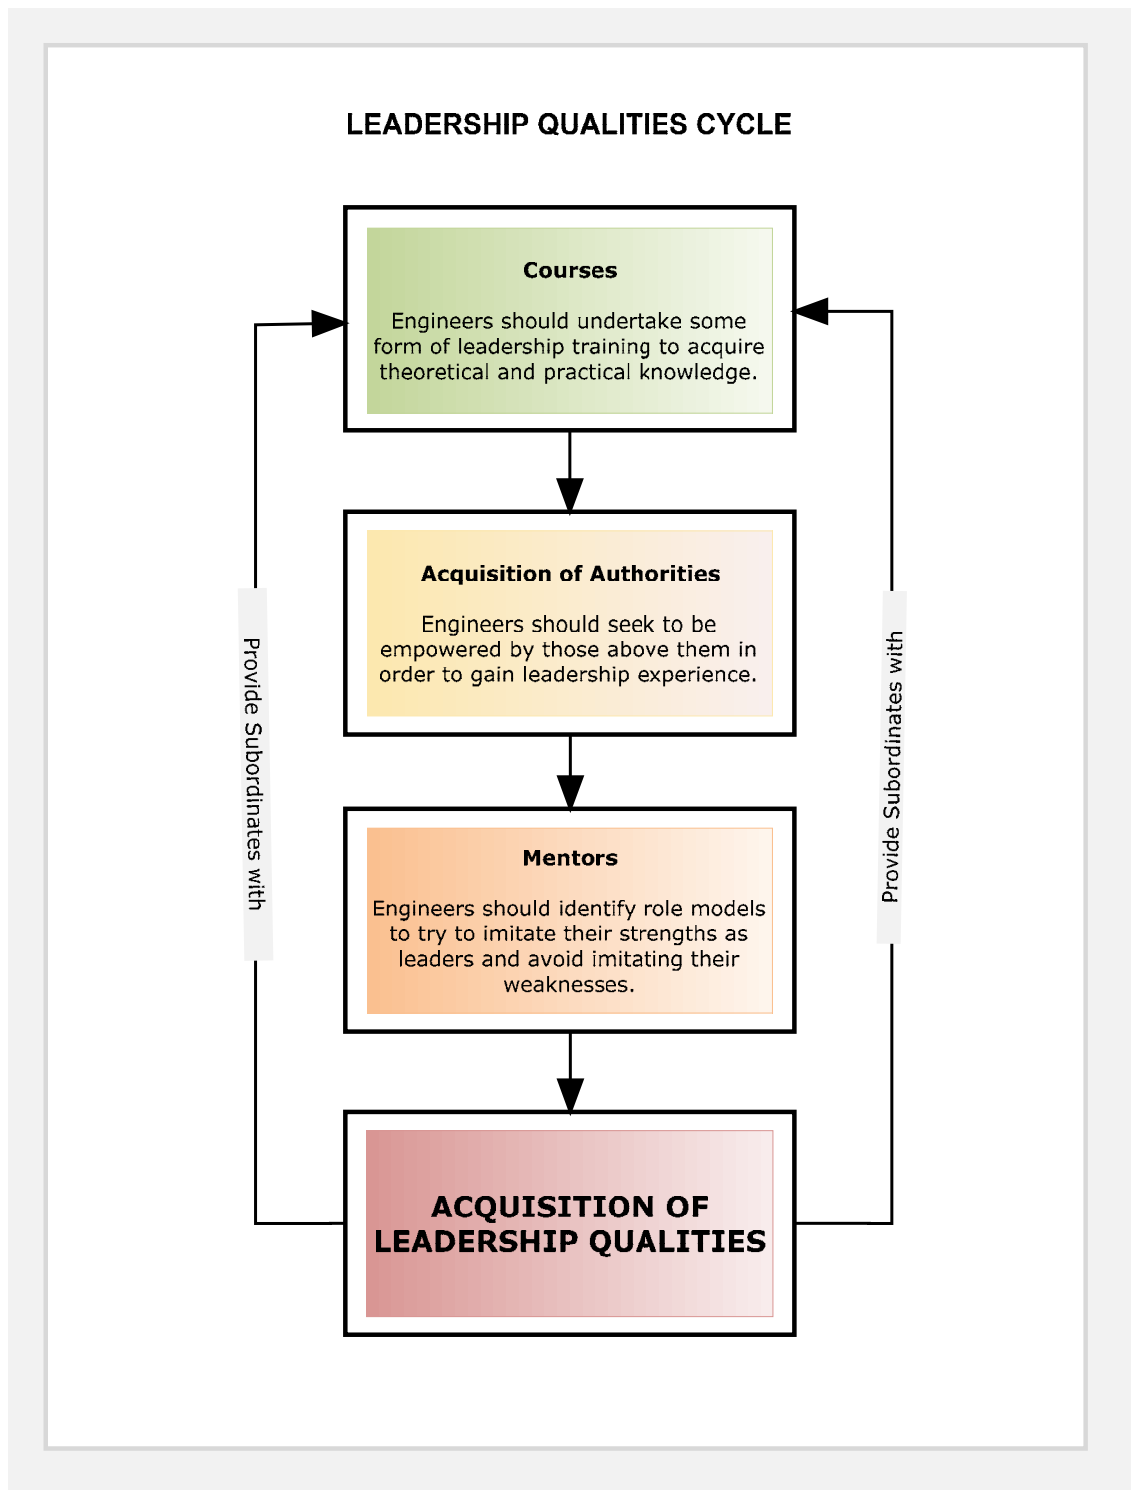 LEADERSHIP QUALITIES CYCLE
Courses
Engineers should undertake some
form of leadership training to acquire
theoretical and practical knowledge.
Acquisition of Authorities
Engineers should seek to be
empowered by those above them in
order to gain leadership experience.
Provide Subordinates with
Provide Subordinates with
Mentors
Engineers should identify role models
to try to imitate their strengths as
leaders and avoid imitating their
weaknesses.
ACQUISITION OF
LEADERSHIP QUALITIES